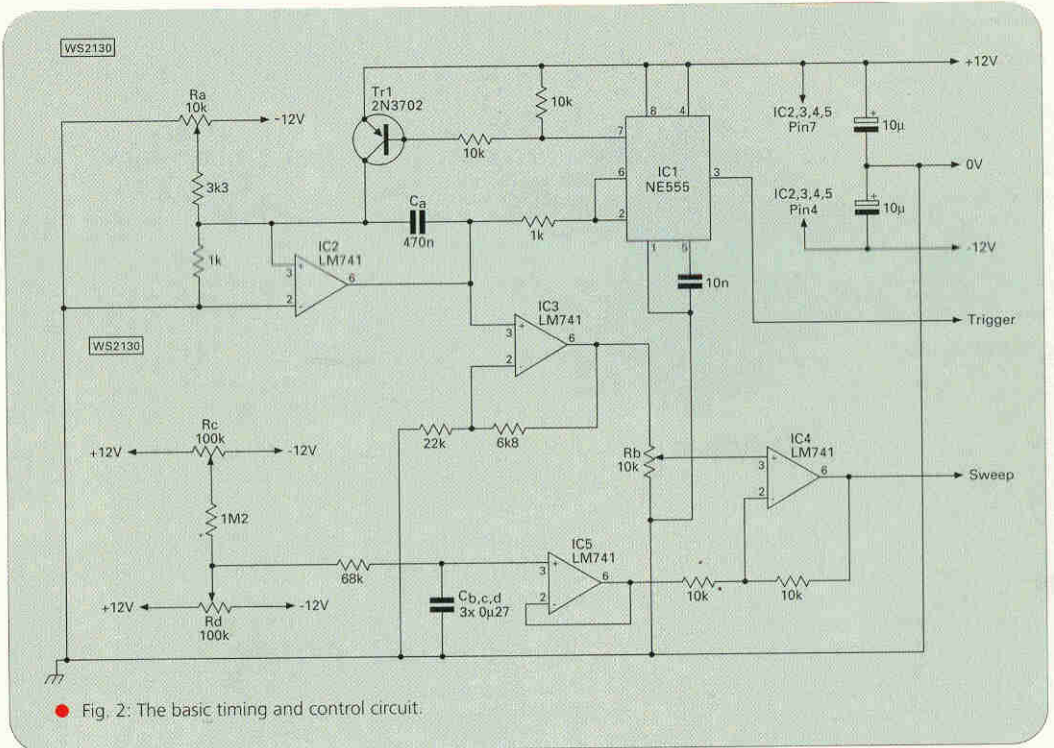 WS2130
Ra
10k
-12V
3k3
1k
Tr1
2N3702
10k
10k
Ca
470n
1k
IC2
LM741
3
+
2
-
6
8
4
7
6
2
3
1
5
IC1
NE555
10n
+12V
IC2,3,4,5
Pin7
+
10µ
0V
IC2,3,4,5
Pin4
+
10µ
-12V
Trigger
WS2130
IC3
LM741
3
+
2
-
6
22k
6k8
Rb
10k
IC4
LM741
3
+
2
-
6
Sweep
Rc
100k
+12V
-12V
1M2
68k
+12V
-12V
Rd
100k
Cb,c,d
3x 0µ27
IC5
LM741
3
+
2
-
6
10k
10k
Fig. 2: The basic timing and control circuit.